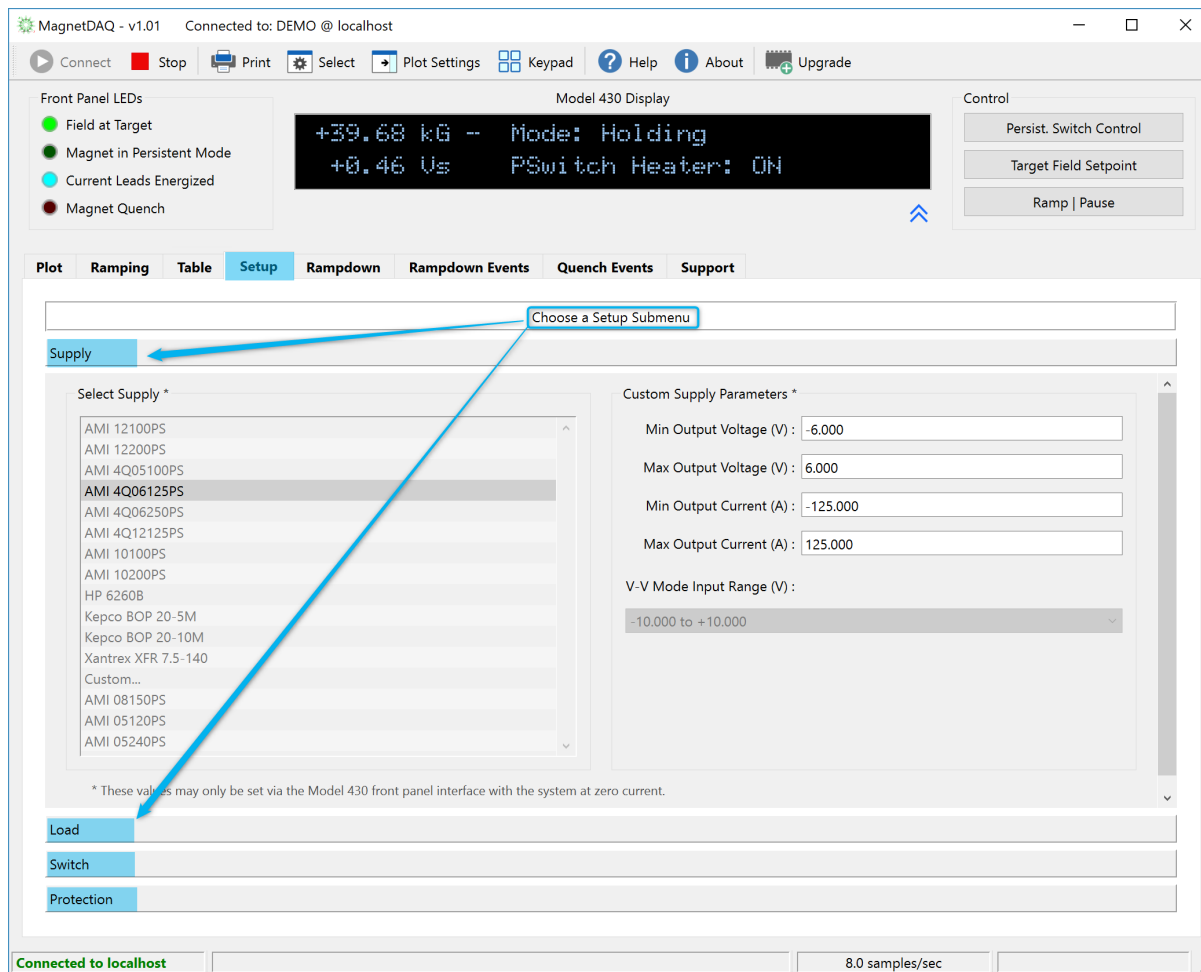 MagnetDAQ - v1.01 Connected to: DEMO @ localhost
Connect Stop Print Select Plot Settings Keypad Help About Upgrade
Front Panel LEDs
Field at Target
Magnet in Persistent Mode
Current Leads Energized
Magnet Quench
Model 430 Display
+39.68 kG - Mode: Holding
+0.46 Vs PSwitch Heater: ON
Control
Persist. Switch Control
Target Field Setpoint
Ramp | Pause
Plot Ramping Table Setup Rampdown Rampdown Events Quench Events Support
Choose a Setup Submenu
Supply
Select Supply *
AMI 12100PS
AMI 12200PS
AMI 4Q05100PS
AMI 4Q06125PS
AMI 4Q06250PS
AMI 4Q12125PS
AMI 10100PS
AMI 10200PS
HP 6260B
Kepco BOP 20-5M
Kepco BOP 20-10M
Xantrex XFR 7.5-140
Custom...
AMI 08150PS
AMI 05120PS
AMI 05240PS
Custom Supply Parameters *
Min Output Voltage (V) : -6.000
Max Output Voltage (V) : 6.000
Min Output Current (A) : -125.000
Max Output Current (A) : 125.000
V-V Mode Input Range (V) :
-10.000 to +10.000
* These values may only be set via the Model 430 front panel interface with the system at zero current.
Load
Switch
Protection
Connected to localhost 8.0 samples/sec